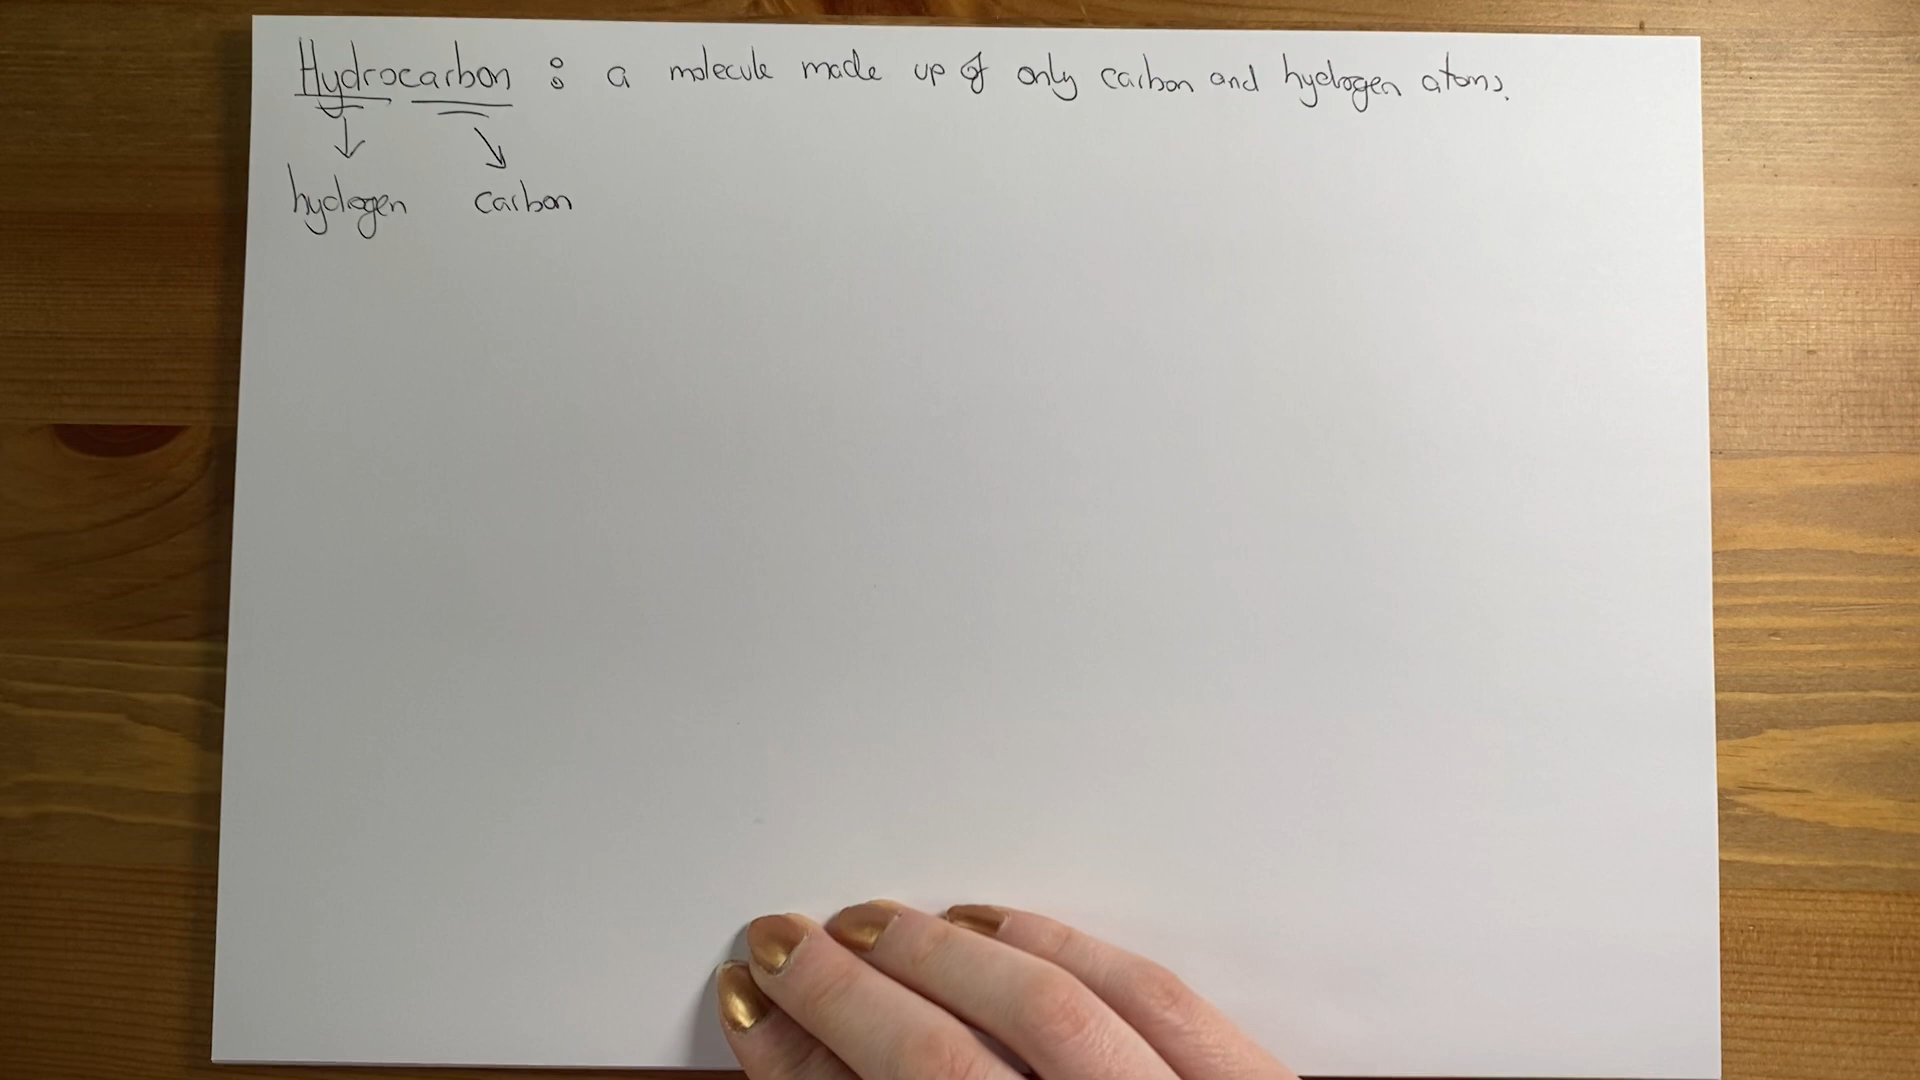 Hydrocarbon : a molecule made up of only carbon and hydrogen atoms.
hydrogen carbon